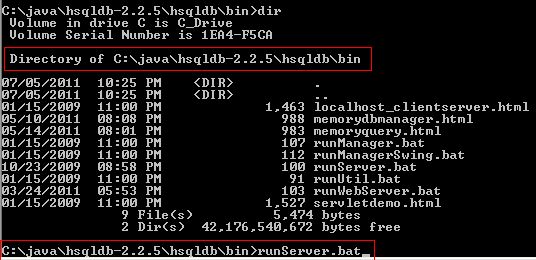 C:\java\hsqldb-2.2.5\hsqldb\bin>dir
 Volume in drive C is C_Drive
 Volume Serial Number is 1EA4-F5CA

 Directory of C:\java\hsqldb-2.2.5\hsqldb\bin

07/05/2011  10:25 PM    <DIR>          .
07/05/2011  10:25 PM    <DIR>          ..
01/15/2009  11:00 PM             1,463 localhost_clientserver.html
05/10/2011  08:08 PM               988 memorydbmanager.html
05/14/2011  08:01 PM               983 memoryquery.html
01/15/2009  11:00 PM               107 runManager.bat
01/15/2009  11:00 PM               112 runManagerSwing.bat
10/23/2009  08:58 PM               100 runServer.bat
01/15/2009  11:00 PM                91 runUtil.bat
03/24/2011  05:53 PM               103 runWebServer.bat
01/15/2009  11:00 PM             1,527 servletdemo.html
               9 File(s)          5,474 bytes
               2 Dir(s)  42,176,540,672 bytes free

C:\java\hsqldb-2.2.5\hsqldb\bin>runServer.bat_